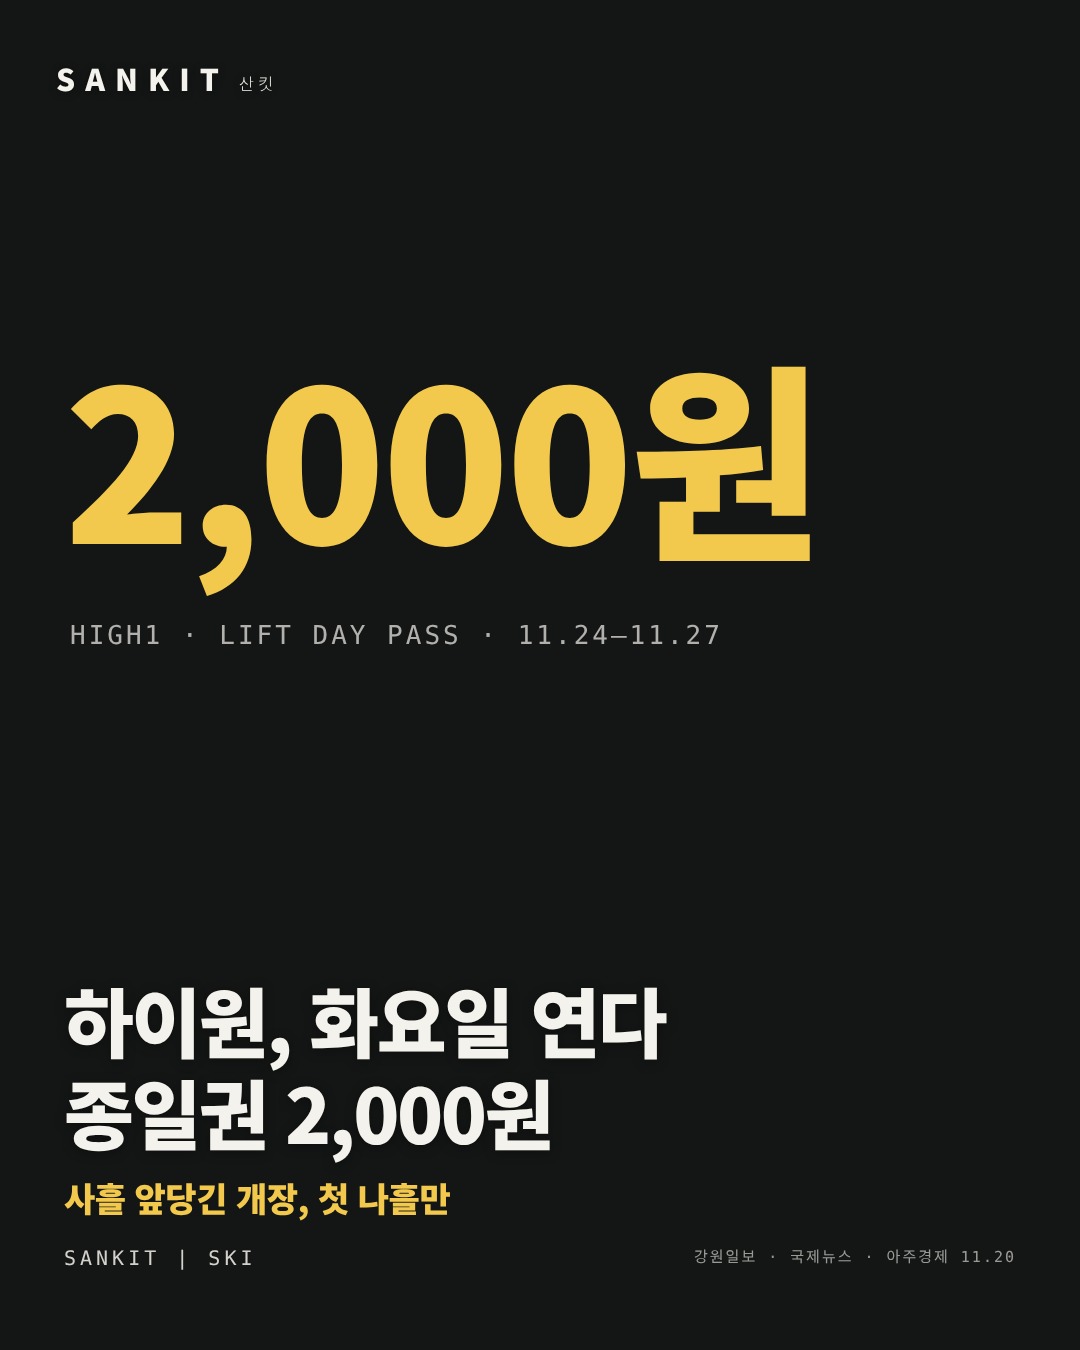 SANKIT 산킷
2,000원
HIGH1 · LIFT DAY PASS · 11.24—11.27
하이원, 화요일 연다
종일권 2,000원
사흘 앞당긴 개장, 첫 나흘만
SANKIT | SKI
강원일보 · 국제뉴스 · 아주경제 11.20